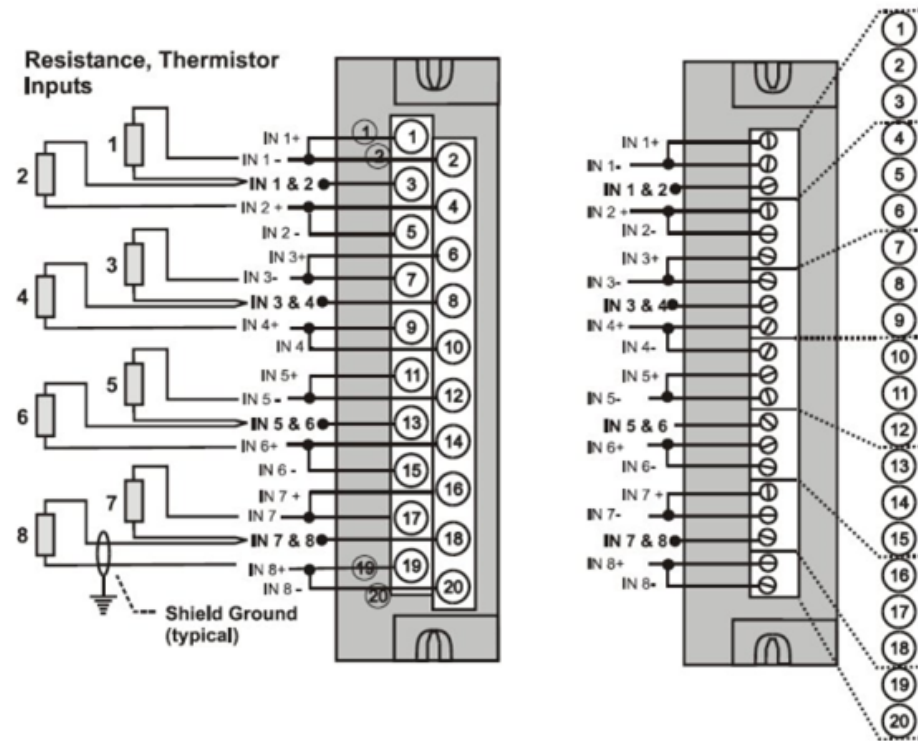 Resistance, Thermistor
Inputs
1
2
3
4
5
6
7
8
IN 1+
IN 1 -
IN 1 & 2
IN 2 +
IN 2 -
IN 3+
IN 3-
IN 3 & 4
IN 4+
IN 4
IN 5+
IN 5 -
IN 5 & 6
IN 6+
IN 6 -
IN 7 +
IN 7
IN 7 & 8
IN 8+
IN 8 -
1
2
19
20
1
2
3
4
5
6
7
8
9
10
11
12
13
14
15
16
17
18
19
20
Shield Ground
(typical)
IN 1+
IN 1-
IN 1 & 2
IN 2 +
IN 2-
IN 3+
IN 3-
IN 3 & 4
IN 4+
IN 4-
IN 5+
IN 5-
IN 5 & 6
IN 6+
IN 6-
IN 7 +
IN 7-
IN 7 & 8
IN 8+
IN 8-
1
2
3
4
5
6
7
8
9
10
11
12
13
14
15
16
17
18
19
20